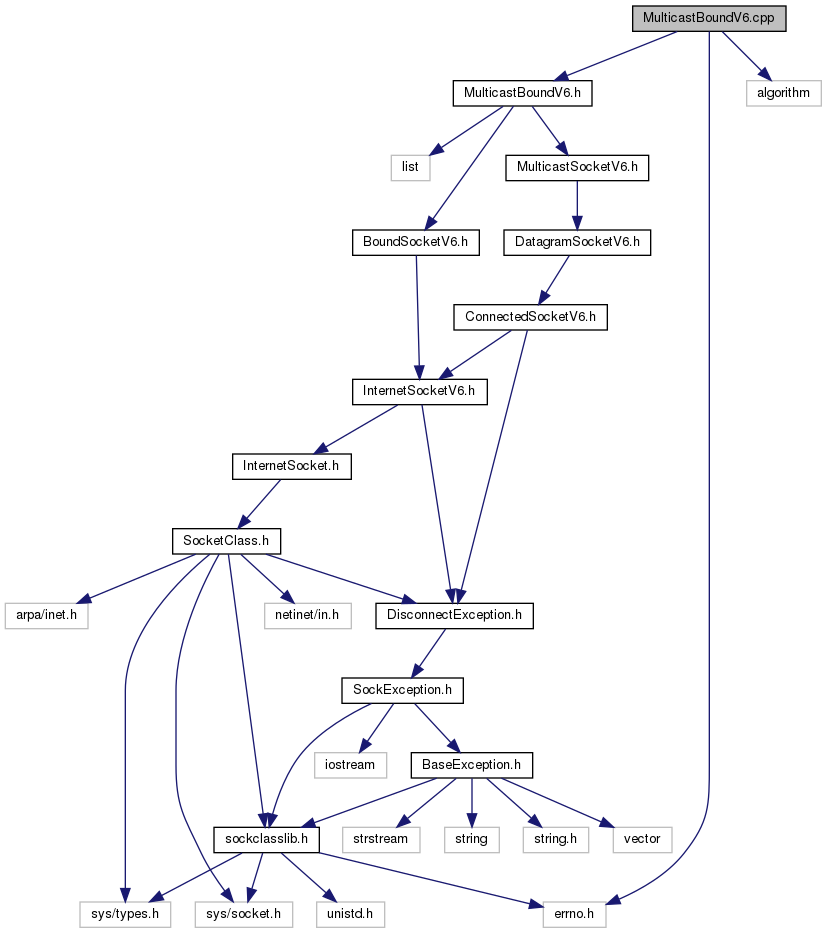 MulticastBoundV6.cpp
MulticastBoundV6.h
algorithm
list
MulticastSocketV6.h
BoundSocketV6.h
DatagramSocketV6.h
ConnectedSocketV6.h
InternetSocketV6.h
InternetSocket.h
SocketClass.h
arpa/inet.h
netinet/in.h
DisconnectException.h
SockException.h
iostream
BaseException.h
sockclasslib.h
strstream
string
string.h
vector
sys/types.h
sys/socket.h
unistd.h
errno.h